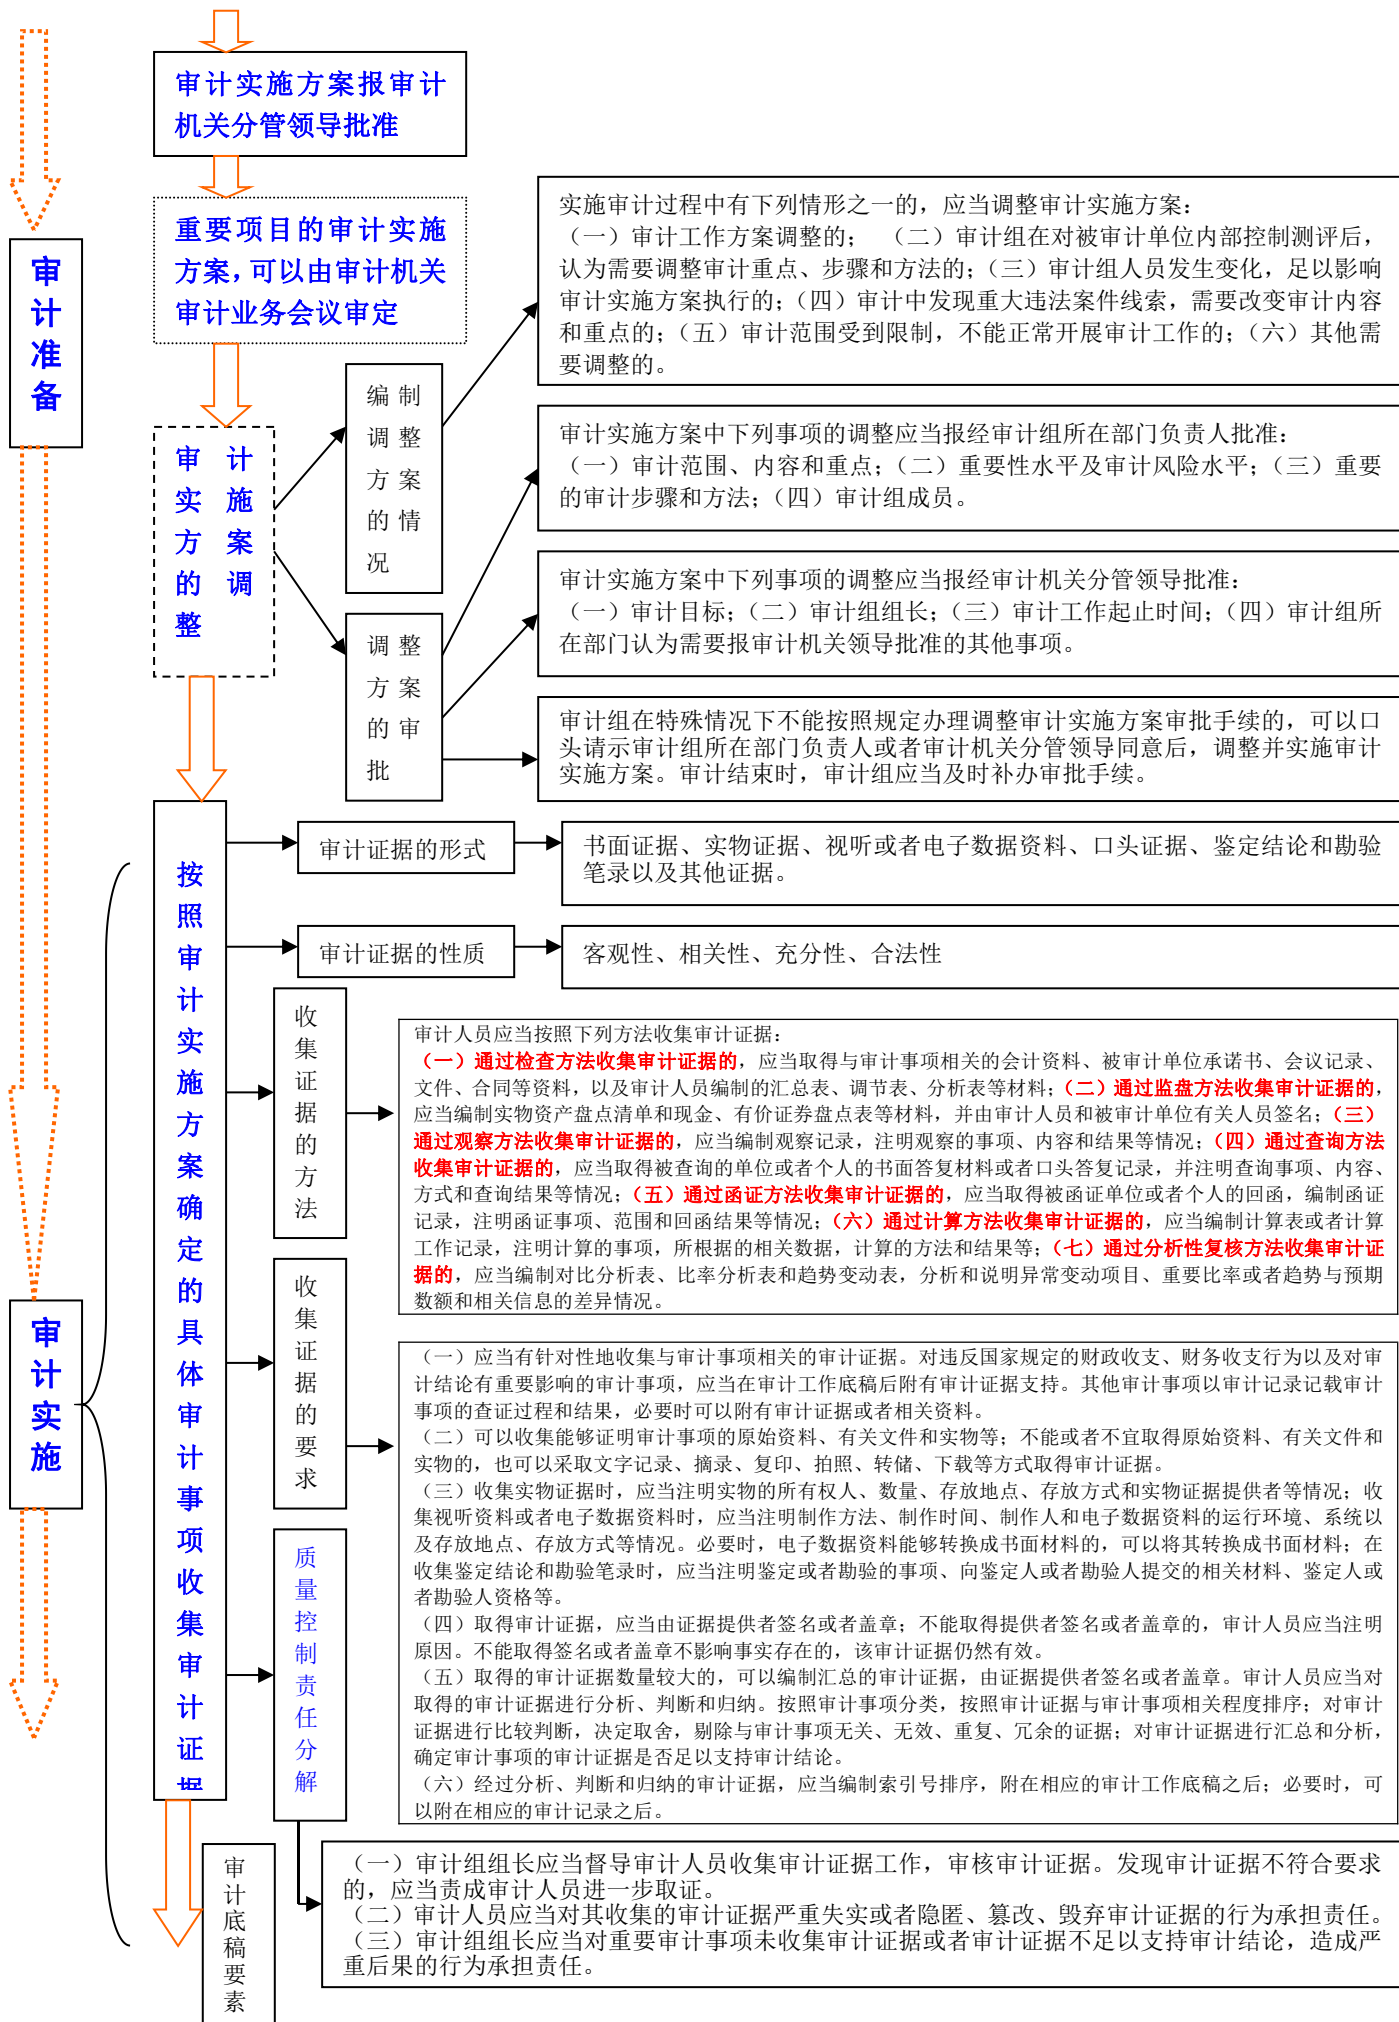 审计实施方案报审计
机关分管领导批准
重要项目的审计实施
方案，可以由审计机关
审计业务会议审定
审计准备
实施审计过程中有下列情形之一的，应当调整审计实施方案：
（一）审计工作方案调整的； （二）审计组在对被审计单位内部控制测评后，
认为需要调整审计重点、步骤和方法的；（三）审计组人员发生变化，足以影响
审计实施方案执行的；（四）审计中发现重大违法案件线索，需要改变审计内容
和重点的；（五）审计范围受到限制，不能正常开展审计工作的；（六）其他需
要调整的。
编制
调整
方案
的情
况
审计
实施
方案
的调
整
审计实施方案中下列事项的调整应当报经审计组所在部门负责人批准：
（一）审计范围、内容和重点；（二）重要性水平及审计风险水平；（三）重要
的审计步骤和方法；（四）审计组成员。
审计实施方案中下列事项的调整应当报经审计机关分管领导批准：
（一）审计目标；（二）审计组组长；（三）审计工作起止时间；（四）审计组所
在部门认为需要报审计机关领导批准的其他事项。
调整
方案
的审
批
审计组在特殊情况下不能按照规定办理调整审计实施方案审批手续的，可以口
头请示审计组所在部门负责人或者审计机关分管领导同意后，调整并实施审计
实施方案。审计结束时，审计组应当及时补办审批手续。
按照审计实施方案确定的具体审计事项收集审计证据
审计证据的形式
书面证据、实物证据、视听或者电子数据资料、口头证据、鉴定结论和勘验
笔录以及其他证据。
审计证据的性质
客观性、相关性、充分性、合法性
收集证据的方法
审计人员应当按照下列方法收集审计证据：
（一）通过检查方法收集审计证据的，应当取得与审计事项相关的会计资料、被审计单位承诺书、会议记录、
文件、合同等资料，以及审计人员编制的汇总表、调节表、分析表等材料；（二）通过监盘方法收集审计证据的，
应当编制实物资产盘点清单和现金、有价证券盘点表等材料，并由审计人员和被审计单位有关人员签名；（三）
通过观察方法收集审计证据的，应当编制观察记录，注明观察的事项、内容和结果等情况；（四）通过查询方法
收集审计证据的，应当取得被查询的单位或者个人的书面答复材料或者口头答复记录，并注明查询事项、内容、
方式和查询结果等情况；（五）通过函证方法收集审计证据的，应当取得被函证单位或者个人的回函，编制函证
记录，注明函证事项、范围和回函结果等情况；（六）通过计算方法收集审计证据的，应当编制计算表或者计算
工作记录，注明计算的事项，所根据的相关数据，计算的方法和结果等；（七）通过分析性复核方法收集审计证
据的，应当编制对比分析表、比率分析表和趋势变动表，分析和说明异常变动项目、重要比率或者趋势与预期
数额和相关信息的差异情况。
审计实施
收集证据的要求
（一）应当有针对性地收集与审计事项相关的审计证据。对违反国家规定的财政收支、财务收支行为以及对审
计结论有重要影响的审计事项，应当在审计工作底稿后附有审计证据支持。其他审计事项以审计记录记载审计
事项的查证过程和结果，必要时可以附有审计证据或者相关资料。
（二）可以收集能够证明审计事项的原始资料、有关文件和实物等；不能或者不宜取得原始资料、有关文件和
实物的，也可以采取文字记录、摘录、复印、拍照、转储、下载等方式取得审计证据。
（三）收集实物证据时，应当注明实物的所有权人、数量、存放地点、存放方式和实物证据提供者等情况；收
集视听资料或者电子数据资料时，应当注明制作方法、制作时间、制作人和电子数据资料的运行环境、系统以
及存放地点、存放方式等情况。必要时，电子数据资料能够转换成书面材料的，可以将其转换成书面材料；在
收集鉴定结论和勘验笔录时，应当注明鉴定或者勘验的事项、向鉴定人或者勘验人提交的相关材料、鉴定人或
者勘验人资格等。
（四）取得审计证据，应当由证据提供者签名或者盖章；不能取得提供者签名或者盖章的，审计人员应当注明
原因。不能取得签名或者盖章不影响事实存在的，该审计证据仍然有效。
（五）取得的审计证据数量较大的，可以编制汇总的审计证据，由证据提供者签名或者盖章。审计人员应当对
取得的审计证据进行分析、判断和归纳。按照审计事项分类，按照审计证据与审计事项相关程度排序；对审计
证据进行比较判断，决定取舍，剔除与审计事项无关、无效、重复、冗余的证据；对审计证据进行汇总和分析，
确定审计事项的审计证据是否足以支持审计结论。
（六）经过分析、判断和归纳的审计证据，应当编制索引号排序，附在相应的审计工作底稿之后；必要时，可
以附在相应的审计记录之后。
质量控制责任分解
（一）审计组组长应当督导审计人员收集审计证据工作，审核审计证据。发现审计证据不符合要求
的，应当责成审计人员进一步取证。
（二）审计人员应当对其收集的审计证据严重失实或者隐匿、篡改、毁弃审计证据的行为承担责任。
（三）审计组组长应当对重要审计事项未收集审计证据或者审计证据不足以支持审计结论，造成严
重后果的行为承担责任。
审计底稿要素